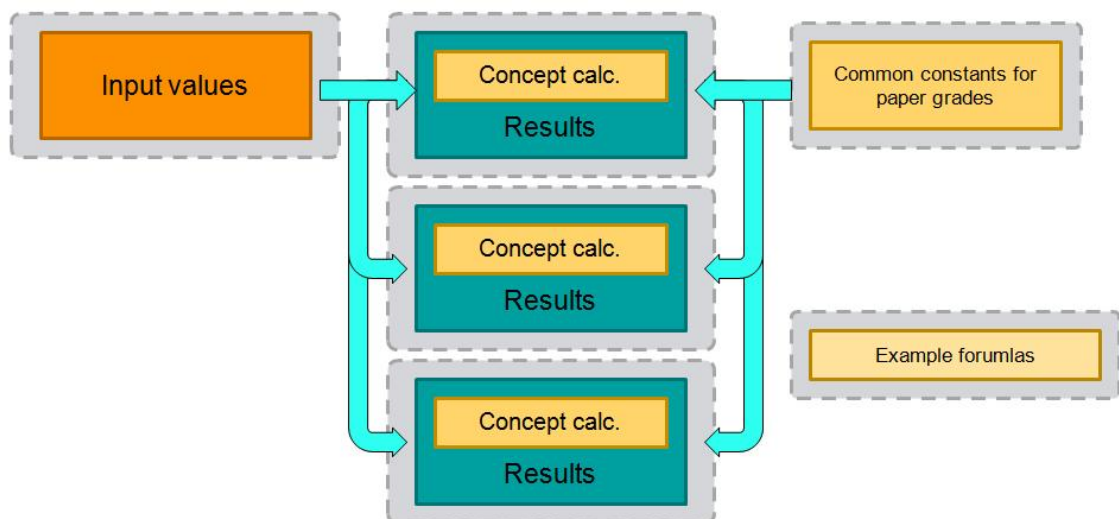 Input values
Concept calc.
Results
Common constants for
paper grades
Concept calc.
Results
Example forumlas
Concept calc.
Results